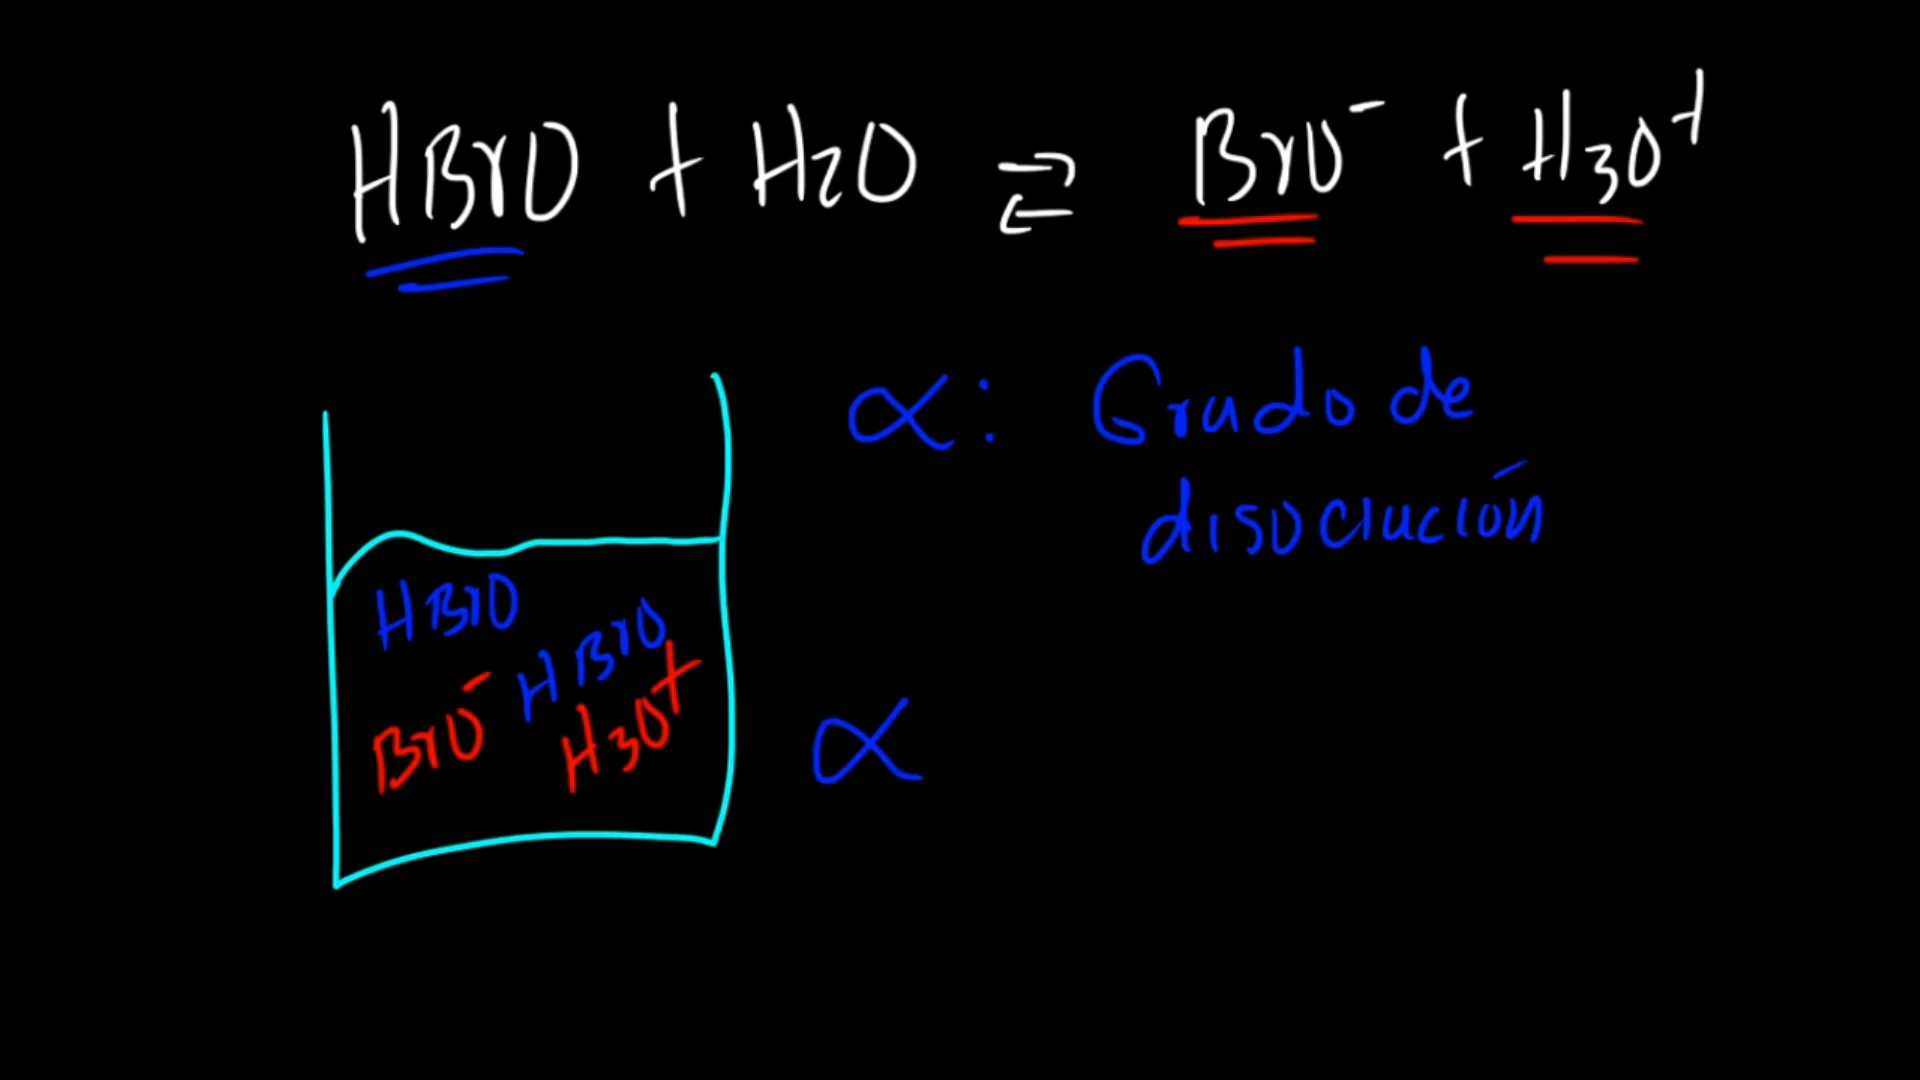 HBrO + H2O ⇄ BrO⁻ + H3O⁺
α: Grado de
disociación
HBrO
HBrO
BrO⁻ H3O⁺
α